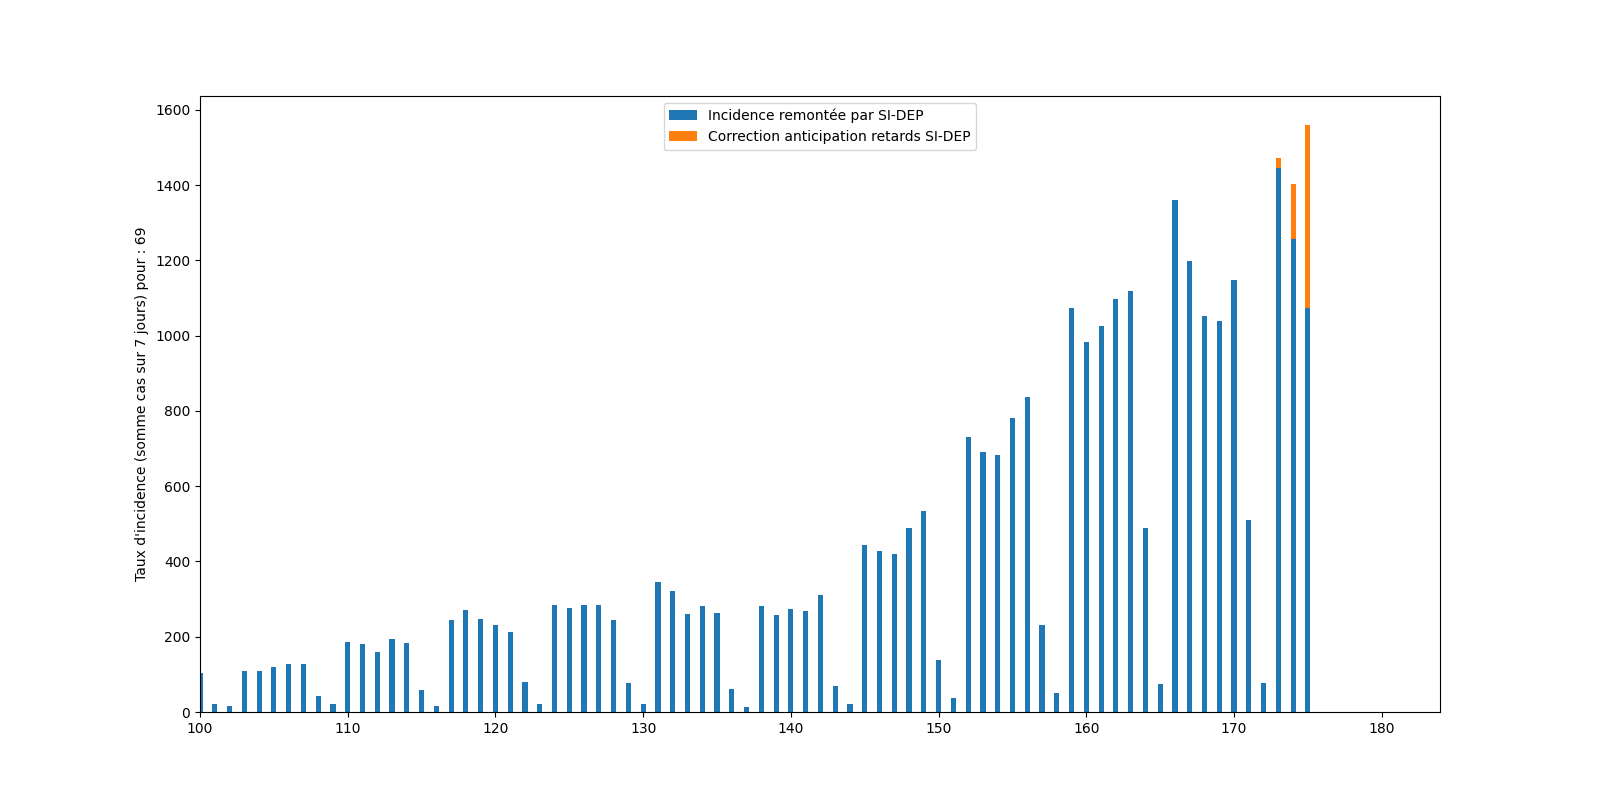 Incidence remontée par SI-DEP
Correction anticipation retards SI-DEP
Taux d'incidence (somme cas sur 7 jours) pour : 69
1600
1400
1200
1000
800
600
400
200
0
100 110 120 130 140 150 160 170 180